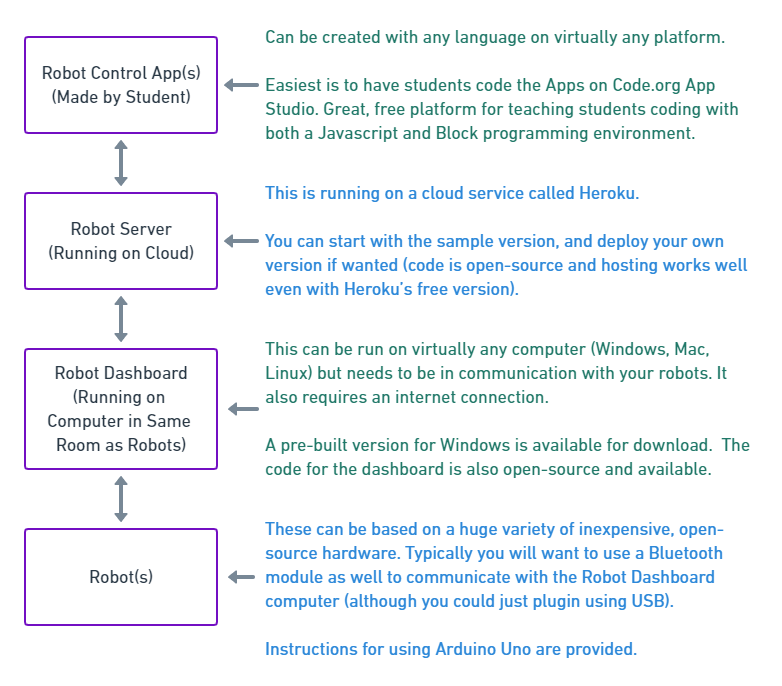 Can be created with any language on virtually any platform.
Robot Control App(s)
(Made by Student)
Easiest is to have students code the Apps on Code.org App
Studio. Great, free platform for teaching students coding with
both a Javascript and Block programming environment.
This is running on a cloud service called Heroku.
Robot Server
(Running on Cloud)
You can start with the sample version, and deploy your own
version if wanted (code is open-source and hosting works well
even with Heroku's free version).
Robot Dashboard
(Running on
Computer in Same
Room as Robots)
This can be run on virtually any computer (Windows, Mac,
Linux) but needs to be in communication with your robots. It
also requires an internet connection.
A pre-built version for Windows is available for download.  The
code for the dashboard is also open-source and available.
Robot(s)
These can be based on a huge variety of inexpensive, open-
source hardware. Typically you will want to use a Bluetooth
module as well to communicate with the Robot Dashboard
computer (although you could just plugin using USB).
Instructions for using Arduino Uno are provided.